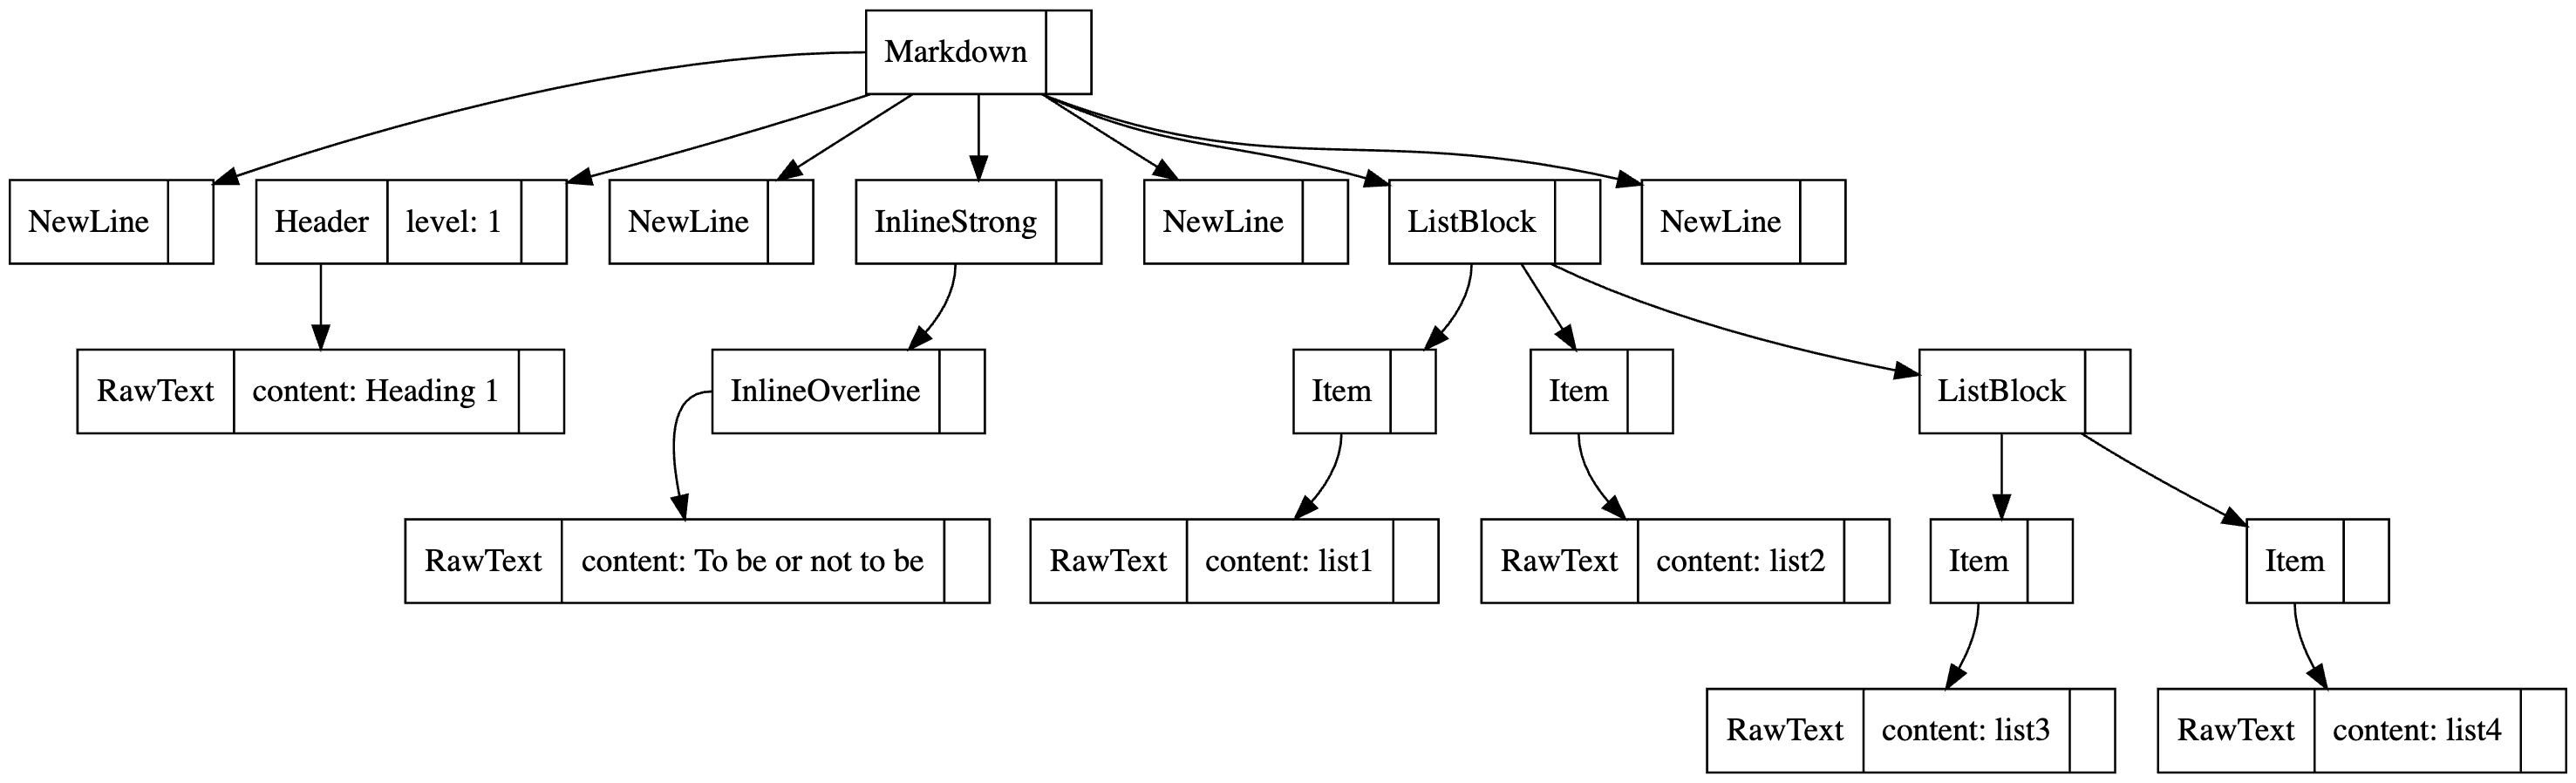 Markdown
NewLine
Header level: 1
NewLine
InlineStrong
NewLine
ListBlock
NewLine
RawText content: Heading 1
InlineOverline
Item
Item
ListBlock
RawText content: To be or not to be
RawText content: list1
RawText content: list2
Item
Item
RawText content: list3
RawText content: list4